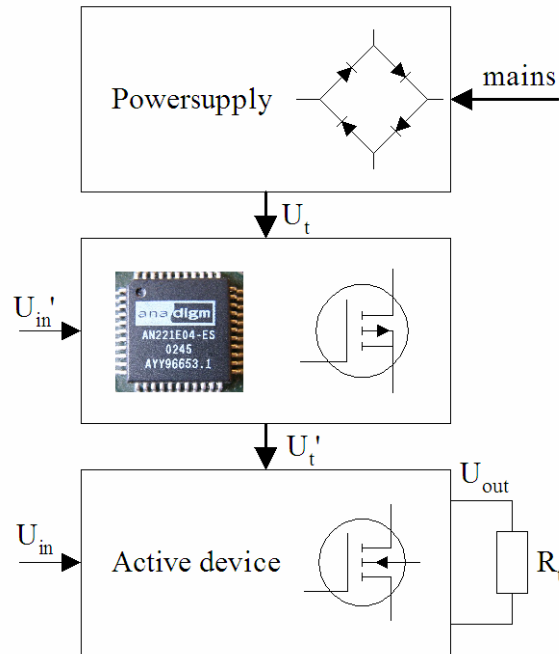 Powersupply
mains
U_t
U_in'
anadigm
AN221E04-ES
0245
AYY96653.1
U_t'
U_out
U_in
Active device